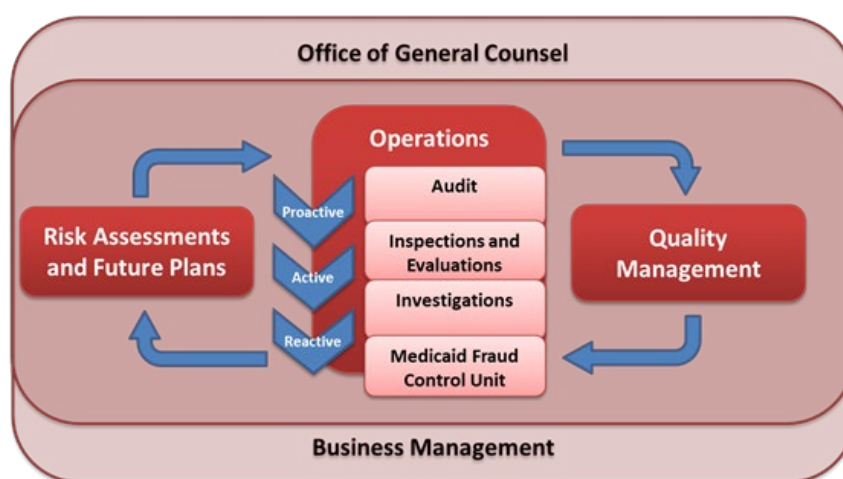 Office of General Counsel
Operations
Audit
Proactive
Inspections and
Evaluations
Active
Investigations
Reactive
Medicaid Fraud
Control Unit
Risk Assessments
and Future Plans
Quality
Management
Business Management